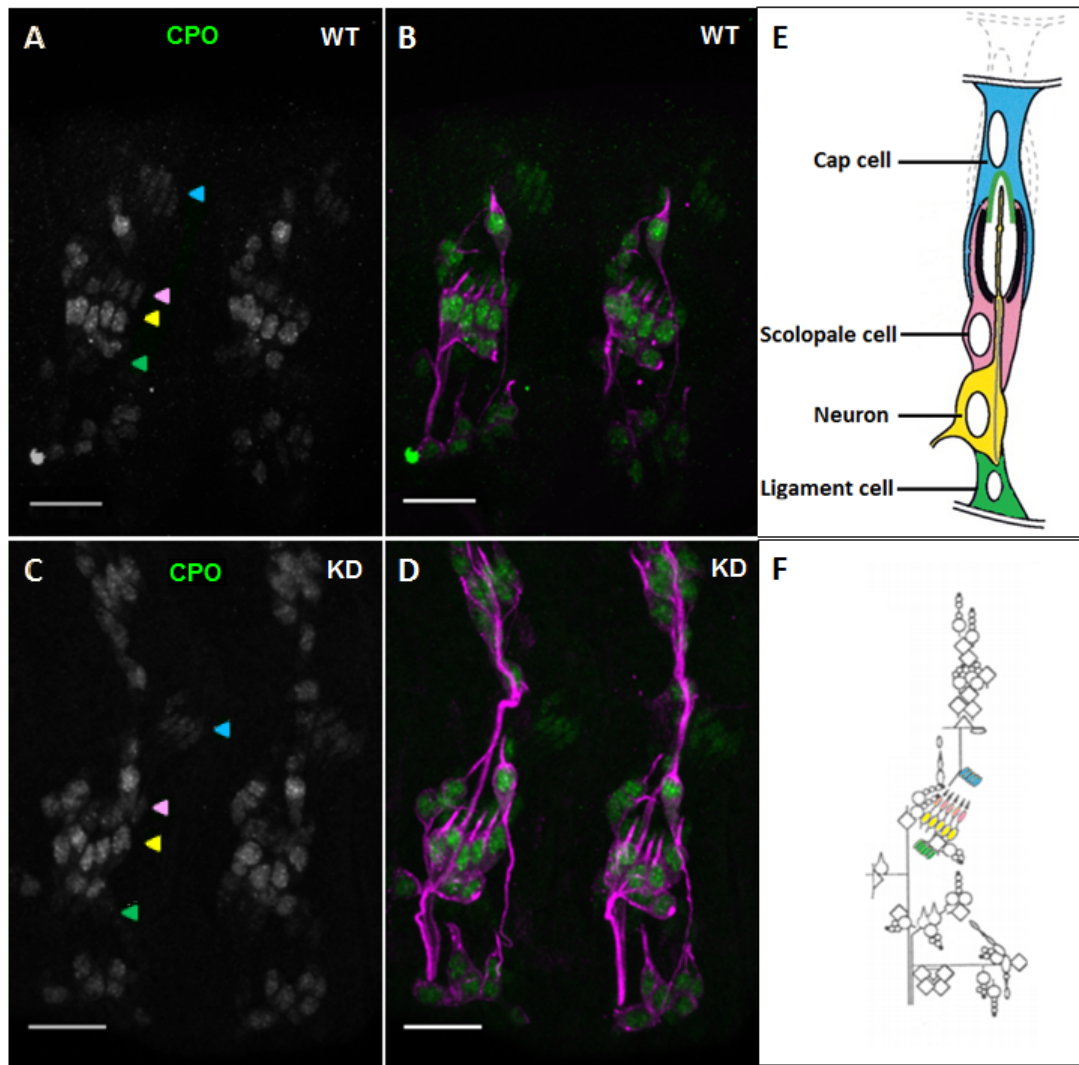 A CPO WT
B WT
E
Cap cell
Scolopale cell
Neuron
Ligament cell
C CPO KD
D KD
F